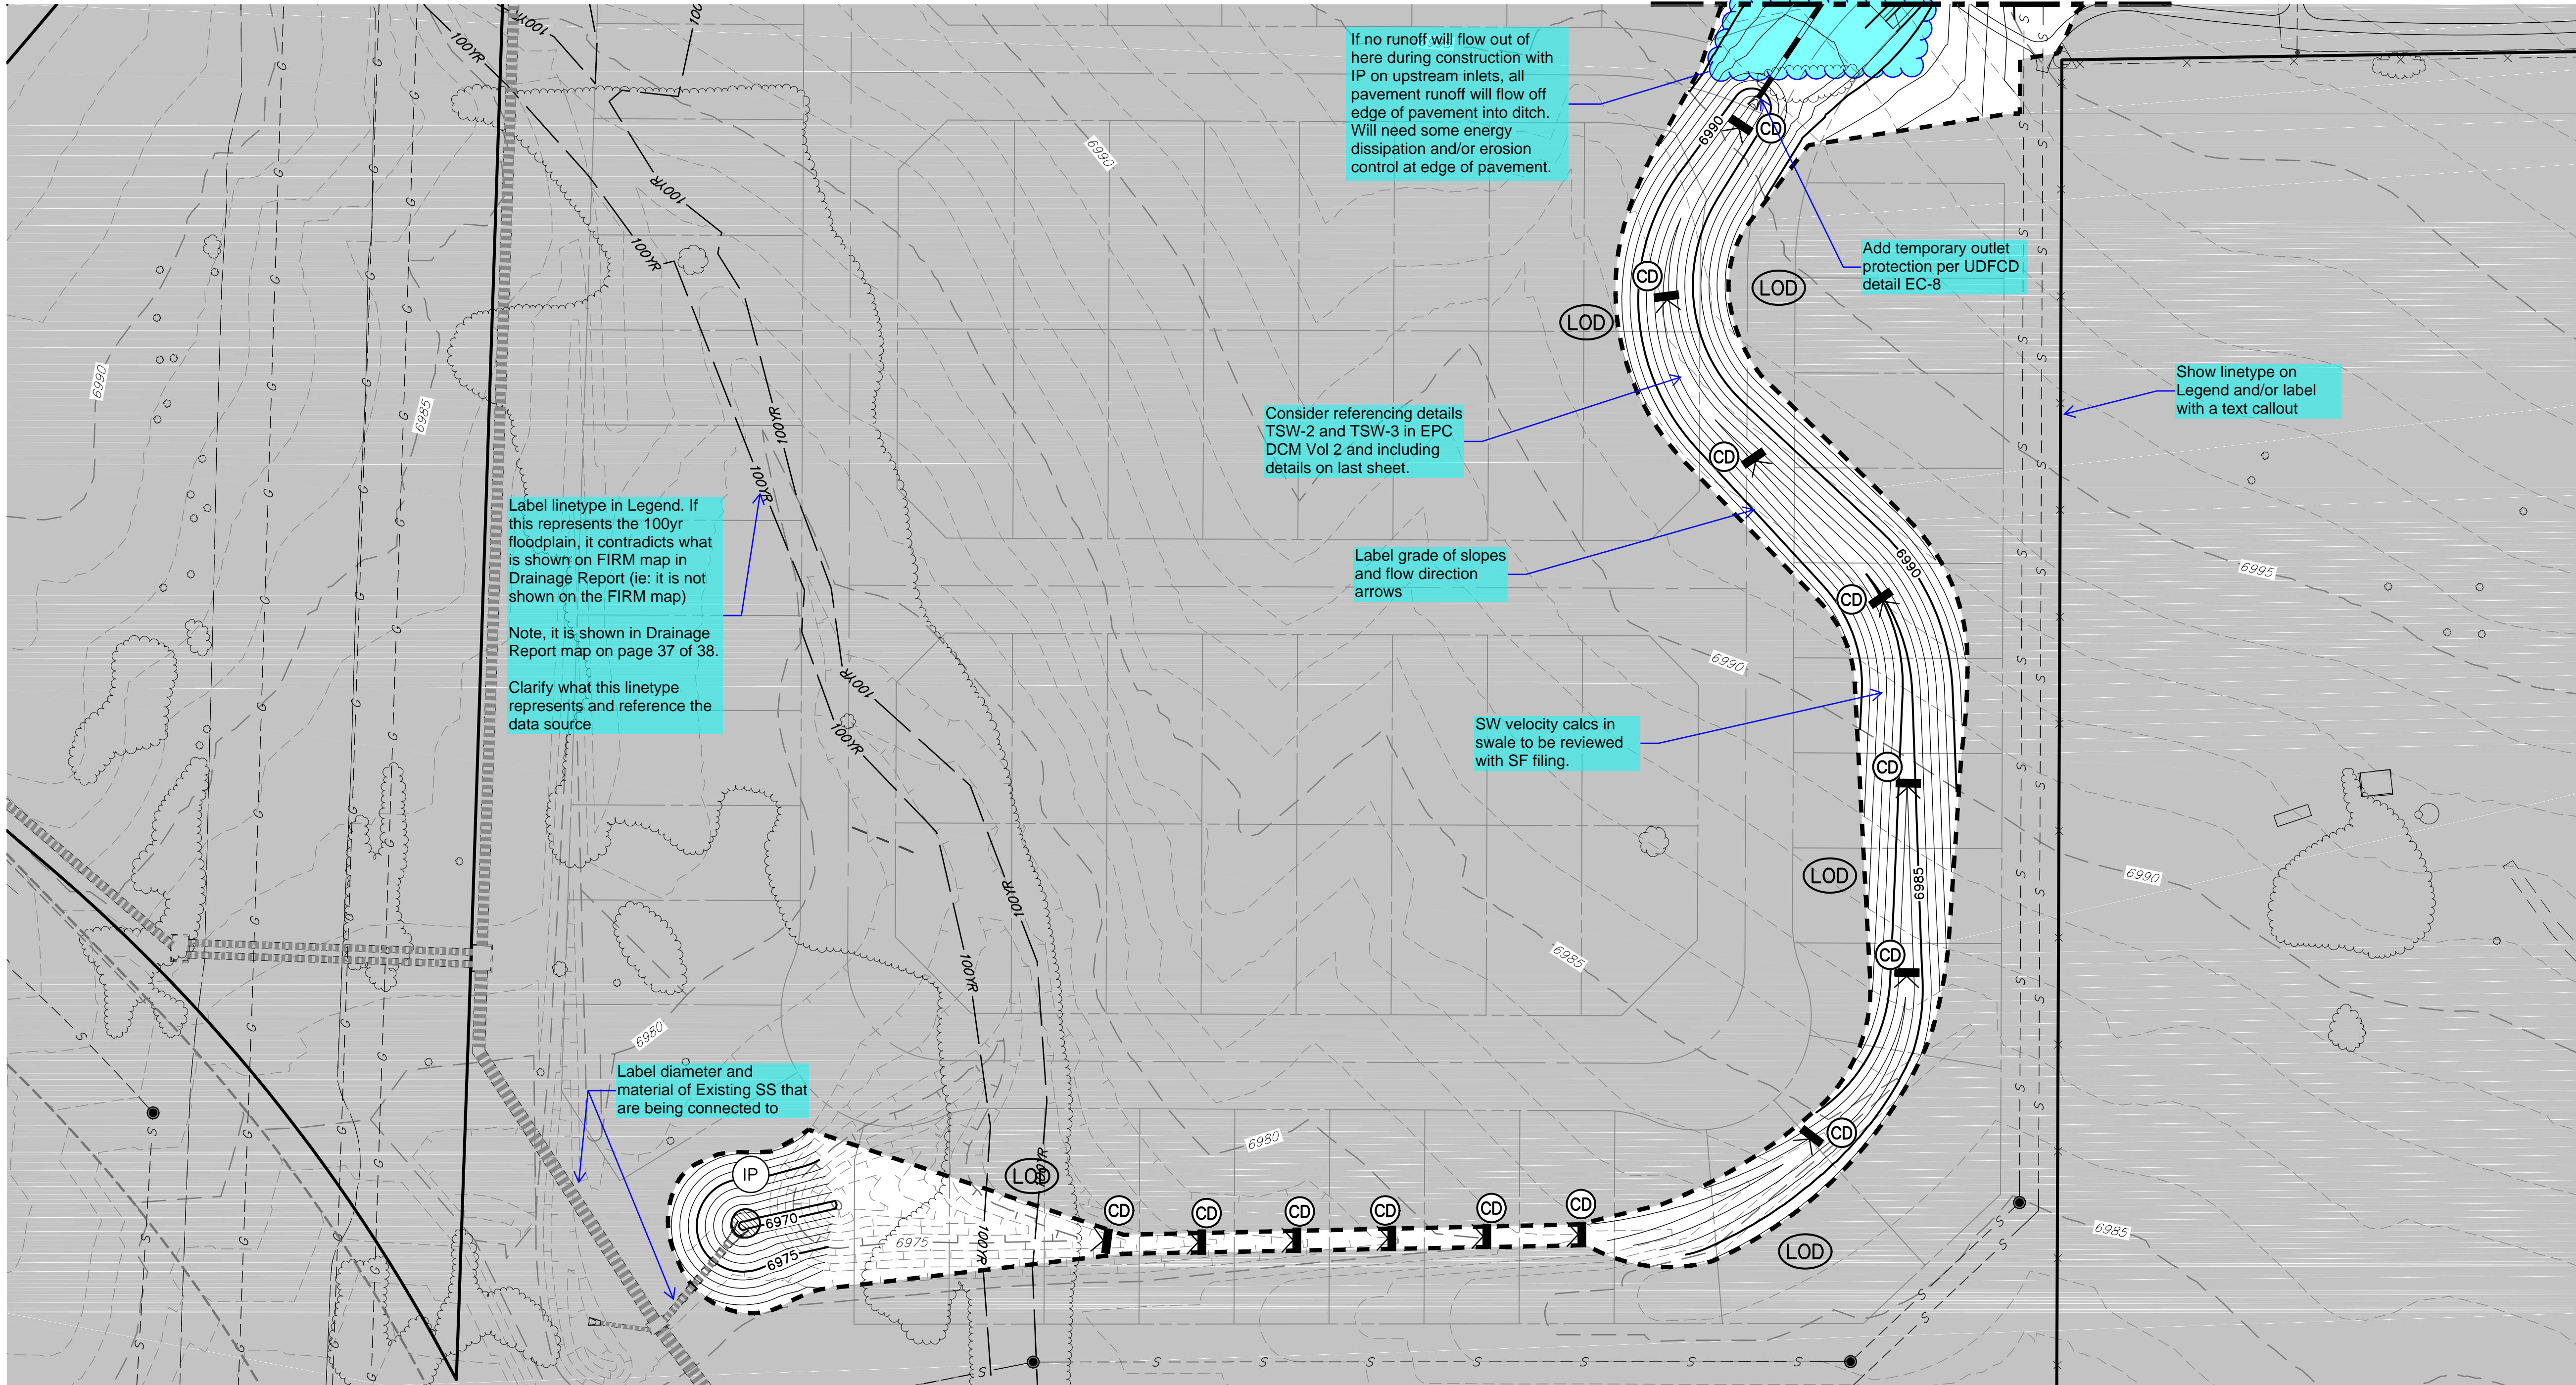 If no runoff will flow out of
here during construction with
IP on upstream inlets, all
pavement runoff will flow off
edge of pavement into ditch.
Will need some energy
dissipation and/or erosion
control at edge of pavement.
Add temporary outlet
protection per UDFCD
detail EC-8
Show linetype on
Legend and/or label
with a text callout
Consider referencing details
TSW-2 and TSW-3 in EPC
DCM Vol 2 and including
details on last sheet.
Label linetype in Legend. If
this represents the 100yr
floodplain, it contradicts what
is shown on FIRM map in
Drainage Report (ie: it is not
shown on the FIRM map)
Note, it is shown in Drainage
Report map on page 37 of 38.
Clarify what this linetype
represents and reference the
data source
Label grade of slopes
and flow direction
arrows
SW velocity calcs in
swale to be reviewed
with SF filing.
Label diameter and
material of Existing SS that
are being connected to
100YR
100YR
100YR
100YR
100YR
100YR
100YR
100YR
100YR
100YR
100YR
100YR
100YR
6990
6990
6990
6985
6990
6990
6995
6990
6985
6985
6980
6980
6985
6970
6975
6975
CD
CD
CD
CD
CD
CD
CD
CD
CD
CD
CD
CD
CD
LOD
LOD
LOD
LOD
LOD
IP
G
G
G
S
S
S